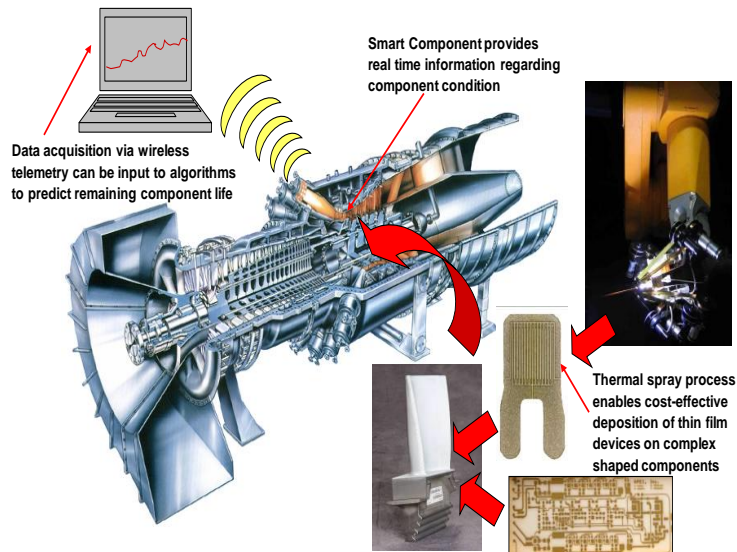 Smart Component provides
real time information regarding
component condition
Data acquisition via wireless
telemetry can be input to algorithms
to predict remaining component life
Thermal spray process
enables cost-effective
deposition of thin film
devices on complex
shaped components